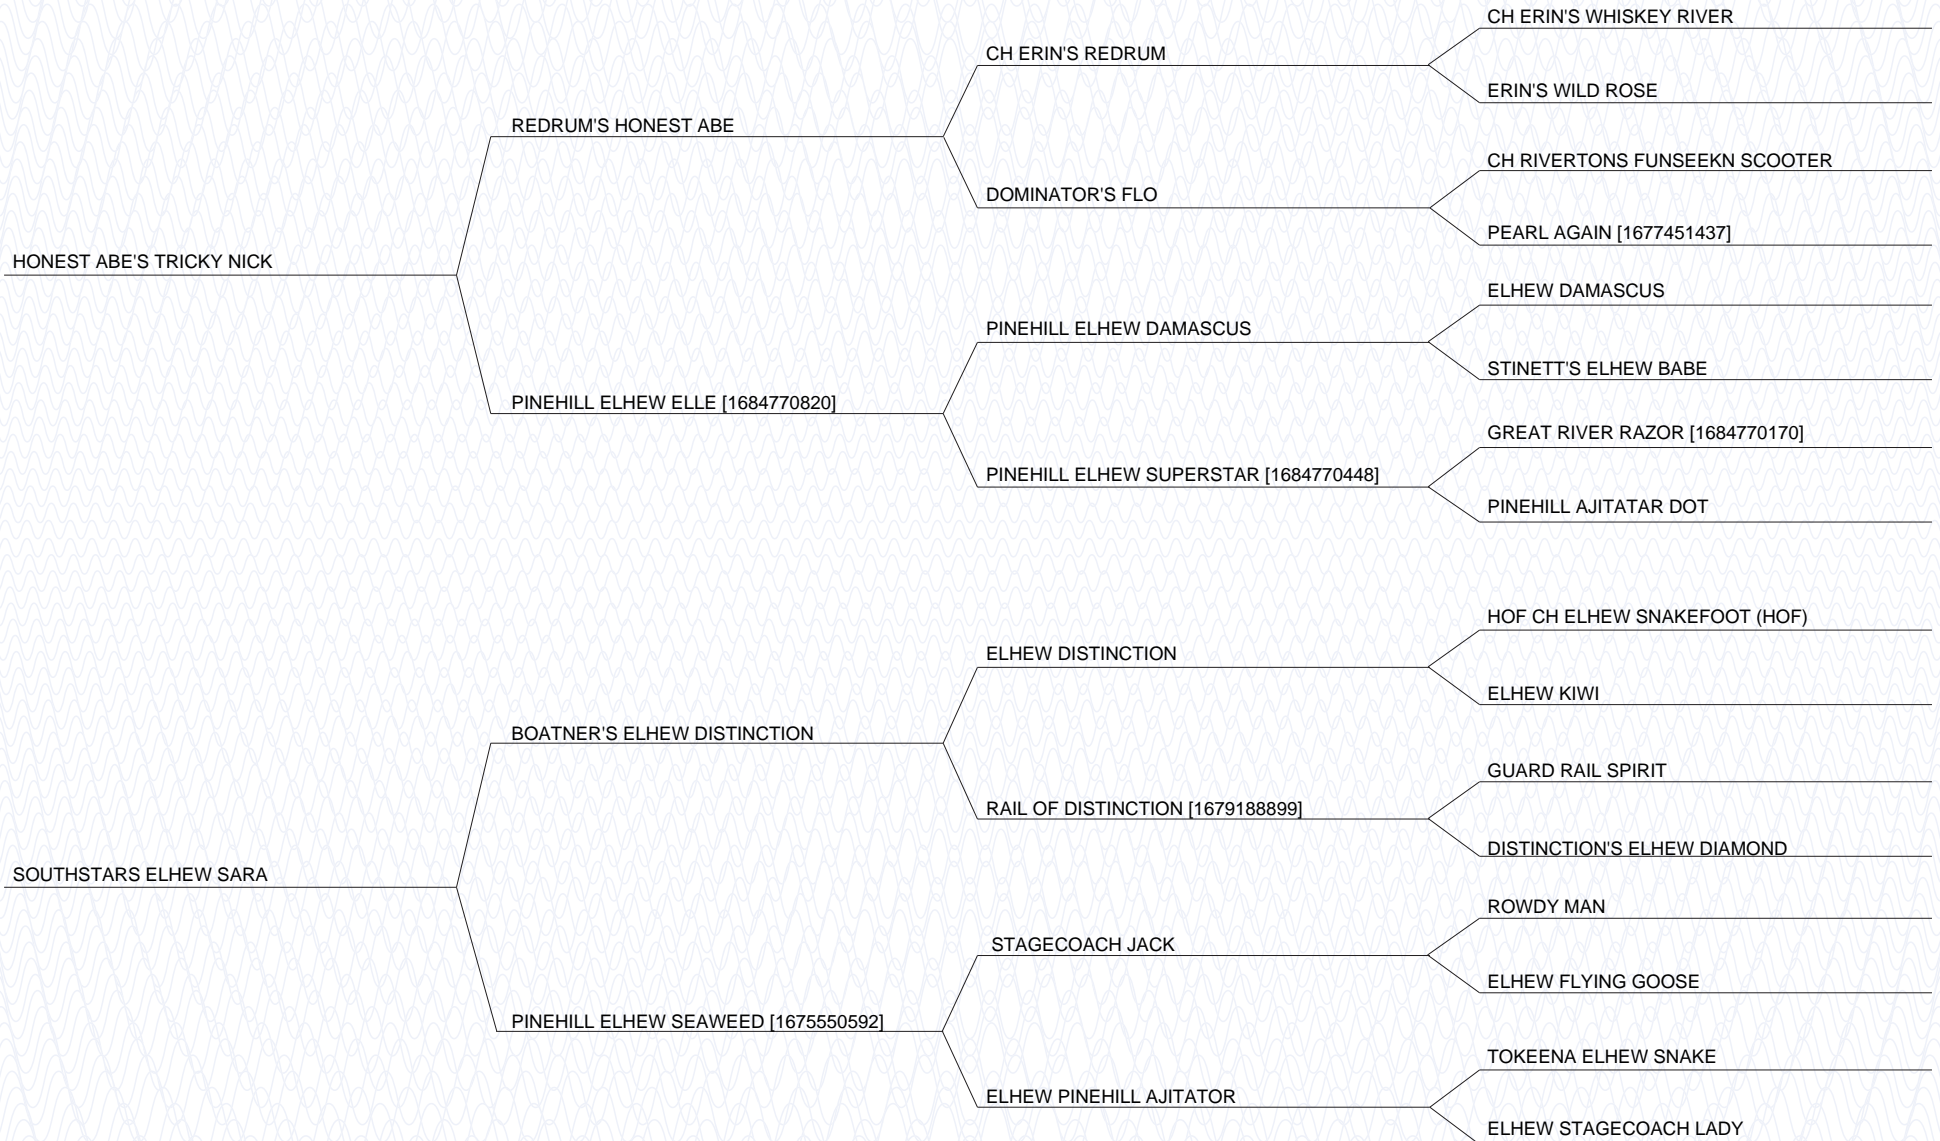 CH ERIN'S WHISKEY RIVER
CH ERIN'S REDRUM
ERIN'S WILD ROSE
REDRUM'S HONEST ABE
CH RIVERTONS FUNSEEKN SCOOTER
DOMINATOR'S FLO
PEARL AGAIN [1677451437]
HONEST ABE'S TRICKY NICK
ELHEW DAMASCUS
PINEHILL ELHEW DAMASCUS
STINETT'S ELHEW BABE
PINEHILL ELHEW ELLE [1684770820]
GREAT RIVER RAZOR [1684770170]
PINEHILL ELHEW SUPERSTAR [1684770448]
PINEHILL AJITATAR DOT
HOF CH ELHEW SNAKEFOOT (HOF)
ELHEW DISTINCTION
ELHEW KIWI
BOATNER'S ELHEW DISTINCTION
GUARD RAIL SPIRIT
RAIL OF DISTINCTION [1679188899]
DISTINCTION'S ELHEW DIAMOND
SOUTHSTARS ELHEW SARA
ROWDY MAN
STAGECOACH JACK
ELHEW FLYING GOOSE
PINEHILL ELHEW SEAWEED [1675550592]
TOKEENA ELHEW SNAKE
ELHEW PINEHILL AJITATOR
ELHEW STAGECOACH LADY